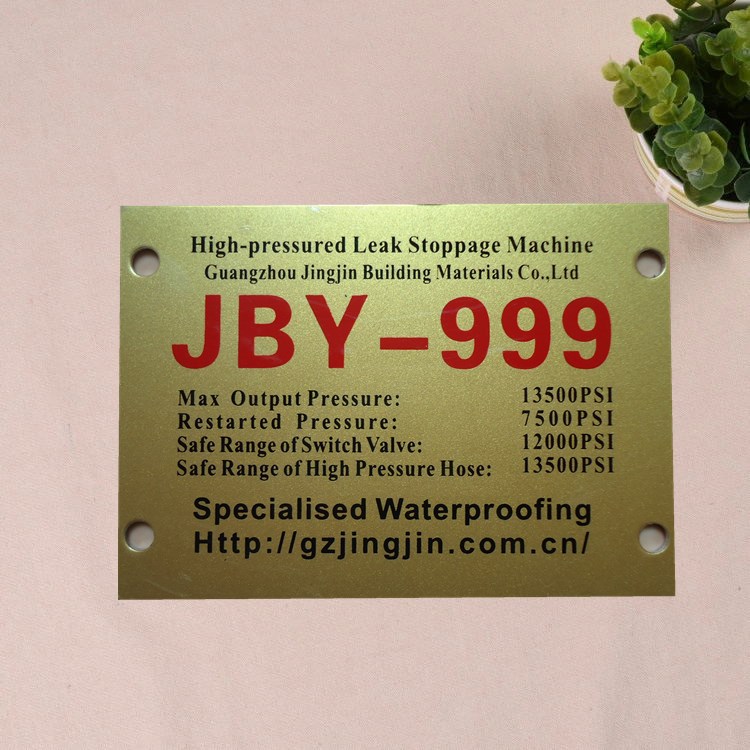 High-pressured Leak Stoppage Machine
Guangzhou Jingjin Building Materials Co.,Ltd
JBY-999
Max Output Pressure: 13500PSI
Restarted Pressure: 7500PSI
Safe Range of Switch Valve: 12000PSI
Safe Range of High Pressure Hose: 13500PSI
Specialised Waterproofing
Http://gzjingjin.com.cn/